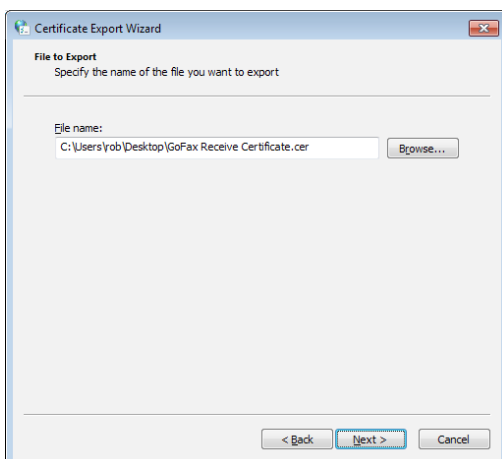 Certificate Export Wizard
File to Export
Specify the name of the file you want to export
File name:
C:\Users\rob\Desktop\GoFax Receive Certificate.cer
Browse...
< Back
Next >
Cancel